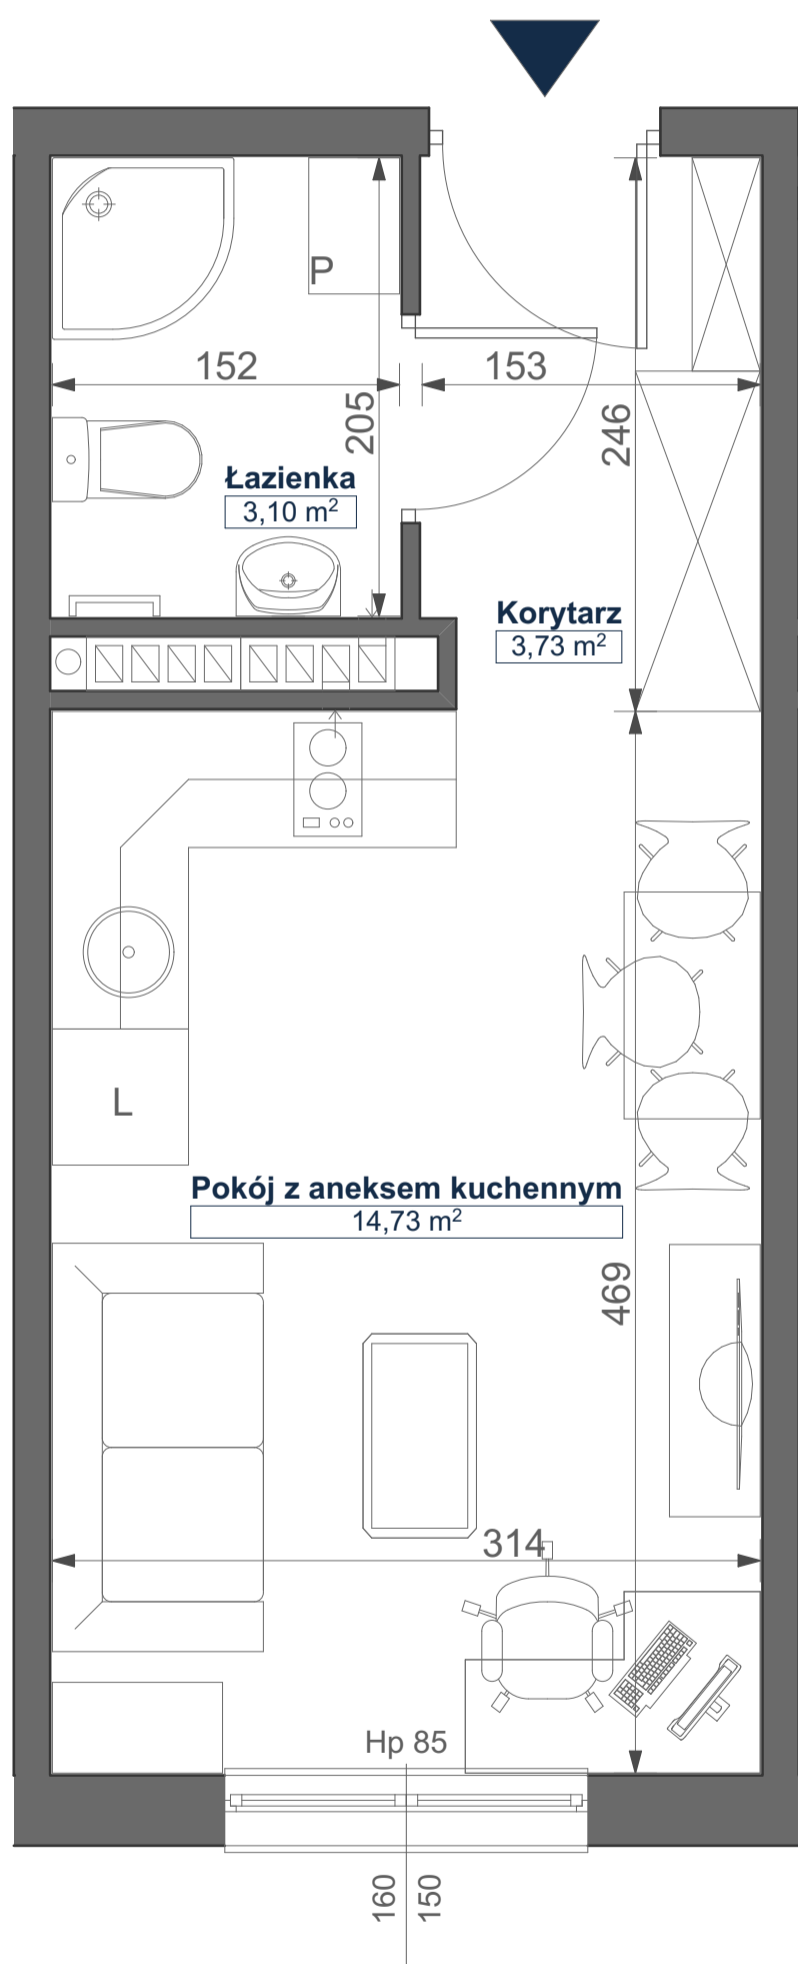 P
152
153
205
246
Łazienka
3,10 m²
Korytarz
3,73 m²
L
Pokój z aneksem kuchennym
14,73 m²
469
314
Hp 85
160
150